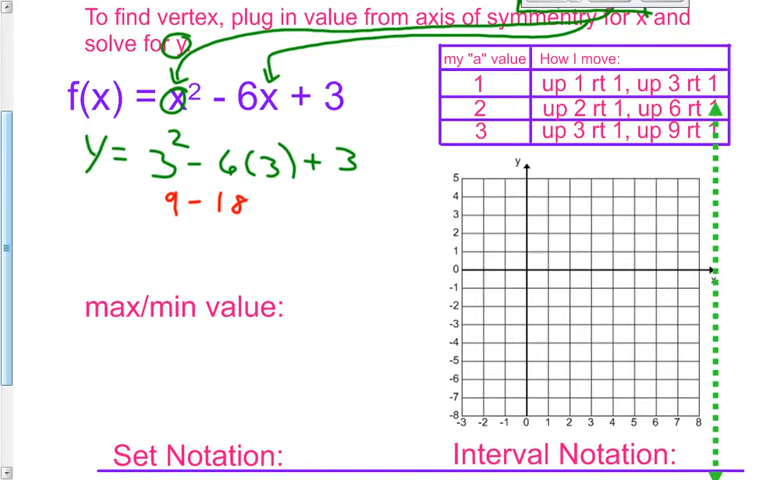 To find vertex, plug in value from axis of symmentry for x and
solve for y
f(x) = x² - 6x + 3
y = 3² - 6(3) + 3
9 - 18
my "a" value How I move:
1 up 1 rt 1, up 3 rt 1
2 up 2 rt 1, up 6 rt 1
3 up 3 rt 1, up 9 rt 1
y
5
4
3
2
1
0
-1
-2
-3
-4
-5
-6
-7
-8
-3 -2 -1 0 1 2 3 4 5 6 7 8
x
max/min value:
Set Notation: Interval Notation: